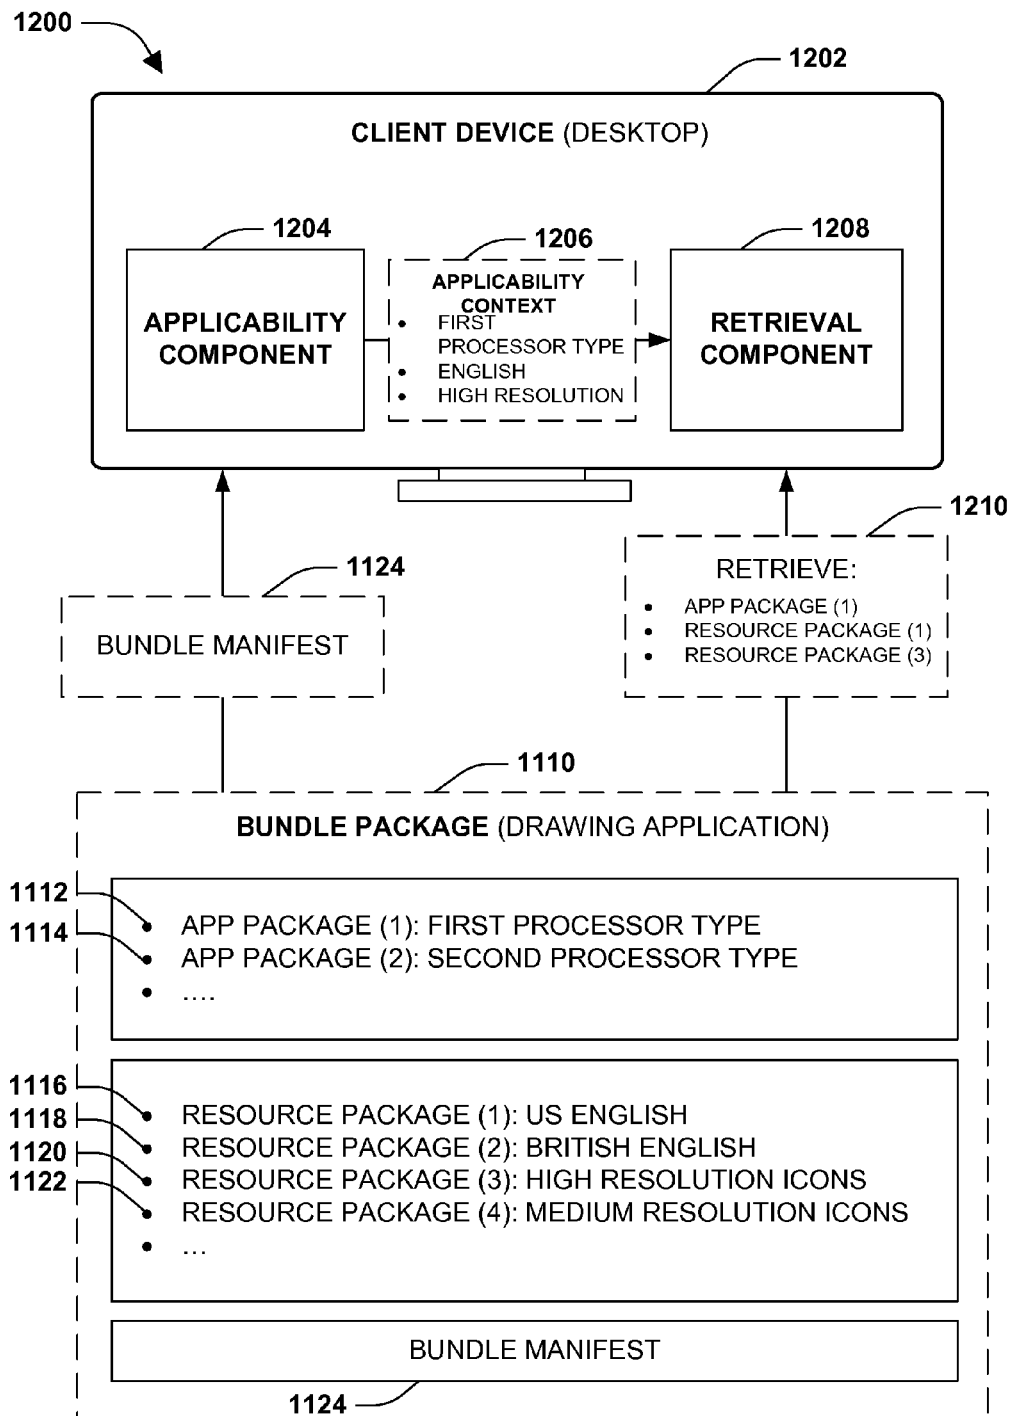 1200
1202
CLIENT DEVICE (DESKTOP)
1204
1206
1208
APPLICABILITY
COMPONENT
APPLICABILITY
CONTEXT
• FIRST
PROCESSOR TYPE
• ENGLISH
• HIGH RESOLUTION
RETRIEVAL
COMPONENT
1210
1124
BUNDLE MANIFEST
RETRIEVE:
• APP PACKAGE (1)
• RESOURCE PACKAGE (1)
• RESOURCE PACKAGE (3)
1110
BUNDLE PACKAGE (DRAWING APPLICATION)
1112
• APP PACKAGE (1): FIRST PROCESSOR TYPE
1114
• APP PACKAGE (2): SECOND PROCESSOR TYPE
• ....
1116
• RESOURCE PACKAGE (1): US ENGLISH
1118
• RESOURCE PACKAGE (2): BRITISH ENGLISH
1120
• RESOURCE PACKAGE (3): HIGH RESOLUTION ICONS
1122
• RESOURCE PACKAGE (4): MEDIUM RESOLUTION ICONS
• ...
BUNDLE MANIFEST
1124